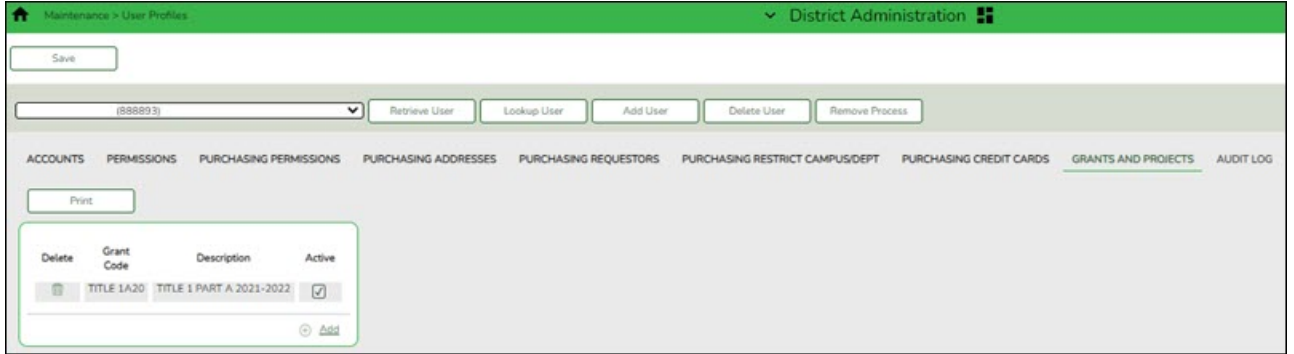 Maintenance > User Profiles District Administration
Save
(888893) Retrieve User Lookup User Add User Delete User Remove Process
ACCOUNTS PERMISSIONS PURCHASING PERMISSIONS PURCHASING ADDRESSES PURCHASING REQUESTORS PURCHASING RESTRICT CAMPUS/DEPT PURCHASING CREDIT CARDS GRANTS AND PROJECTS AUDIT LOG
Print
Delete Grant Code Description Active
TITLE 1A20 TITLE 1 PART A 2021-2022
Add